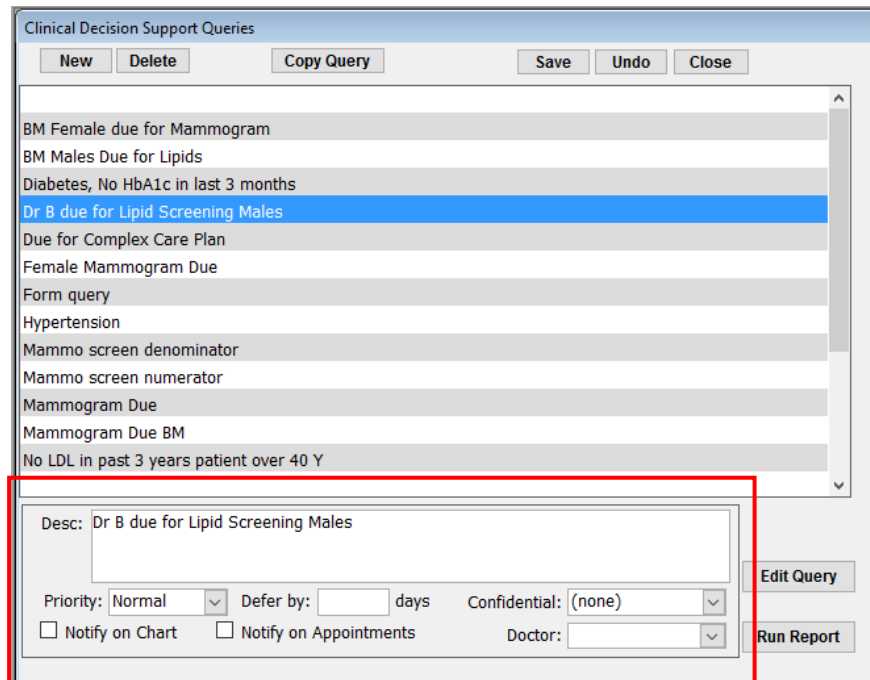 Clinical Decision Support Queries
New Delete Copy Query Save Undo Close
BM Female due for Mammogram
BM Males Due for Lipids
Diabetes, No HbA1c in last 3 months
Dr B due for Lipid Screening Males
Due for Complex Care Plan
Female Mammogram Due
Form query
Hypertension
Mammo screen denominator
Mammo screen numerator
Mammogram Due
Mammogram Due BM
No LDL in past 3 years patient over 40 Y
Desc: Dr B due for Lipid Screening Males
Edit Query
Priority: Normal Defer by: days Confidential: (none)
Notify on Chart Notify on Appointments Doctor: Run Report